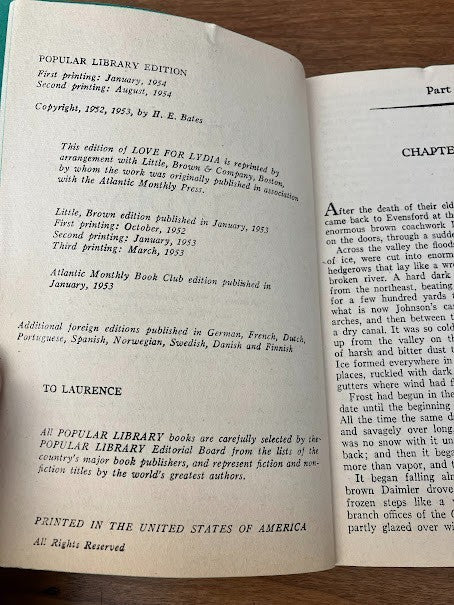 POPULAR LIBRARY EDITION
First printing: January, 1954
Second printing: August, 1954
Copyright, 1952, 1953, by H. E. Bates
This edition of LOVE FOR LYDIA is reprinted by
arrangement with Little, Brown & Company, Boston,
by whom the work was originally published in association
with the Atlantic Monthly Press.
Little, Brown edition published in January, 1953
First printing: October, 1952
Second printing: January, 1953
Third printing: March, 1953
Atlantic Monthly Book Club edition published in
January, 1953
Additional foreign editions published in German, French, Dutch,
Portuguese, Spanish, Norwegian, Swedish, Danish and Finnish
TO LAURENCE
All POPULAR LIBRARY books are carefully selected by the
POPULAR LIBRARY Editorial Board from the lists of the
country's major book publishers, and represent fiction and non-
fiction titles by the world's greatest authors.
PRINTED IN THE UNITED STATES OF AMERICA
All Rights Reserved
Part
CHAPTE
After the death of their eld
came back to Evensford at th
enormous brown coachwork
on the doors, through a sudde
Across the valley the floods
of ice, were cut into enorm
hedgerows that lay like a wre
broken river. A hard dark
from the northeast, beating
for a few hundred yards
what is now Johnson's ca
arches, and then between t
a dry canal. It was so cold
up from the valley on th
of harsh and bitter dust
Ice formed everywhere in
places, ruckled with dark
gutters where wind had f
Frost had begun in the
date until the beginning
All the time the same d
and savagely over long,
was no snow with it un
back; and then it bega
more than vapor, and t
It began falling alm
brown Daimler drove
frozen steps like a
branch offices of the
partly glazed over wi